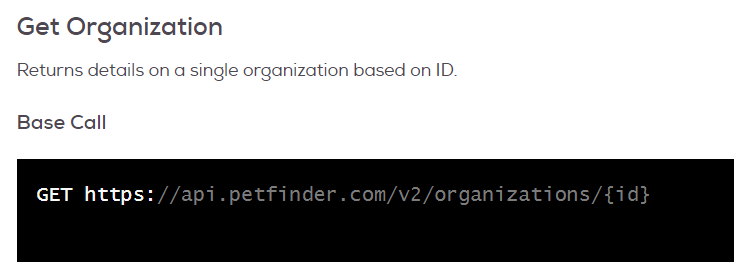 Get Organization
Returns details on a single organization based on ID.
Base Call
GET https://api.petfinder.com/v2/organizations/{id}